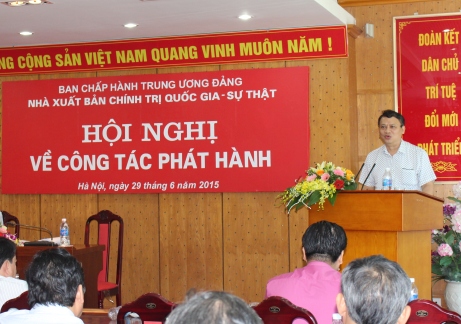 NG CỘNG SẢN VIỆT NAM QUANG VINH MUÔN NĂM !
BAN CHẤP HÀNH TRUNG ƯƠNG ĐẢNG
NHÀ XUẤT BẢN CHÍNH TRỊ QUỐC GIA - SỰ THẬT
HỘI NGHỊ
VỀ CÔNG TÁC PHÁT HÀNH
Hà Nội, ngày 29 tháng 6 năm 2015
ĐOÀN KẾT
DÂN CHỦ
TRÍ TUỆ
ĐỔI MỚI
PHÁT TRIỂN